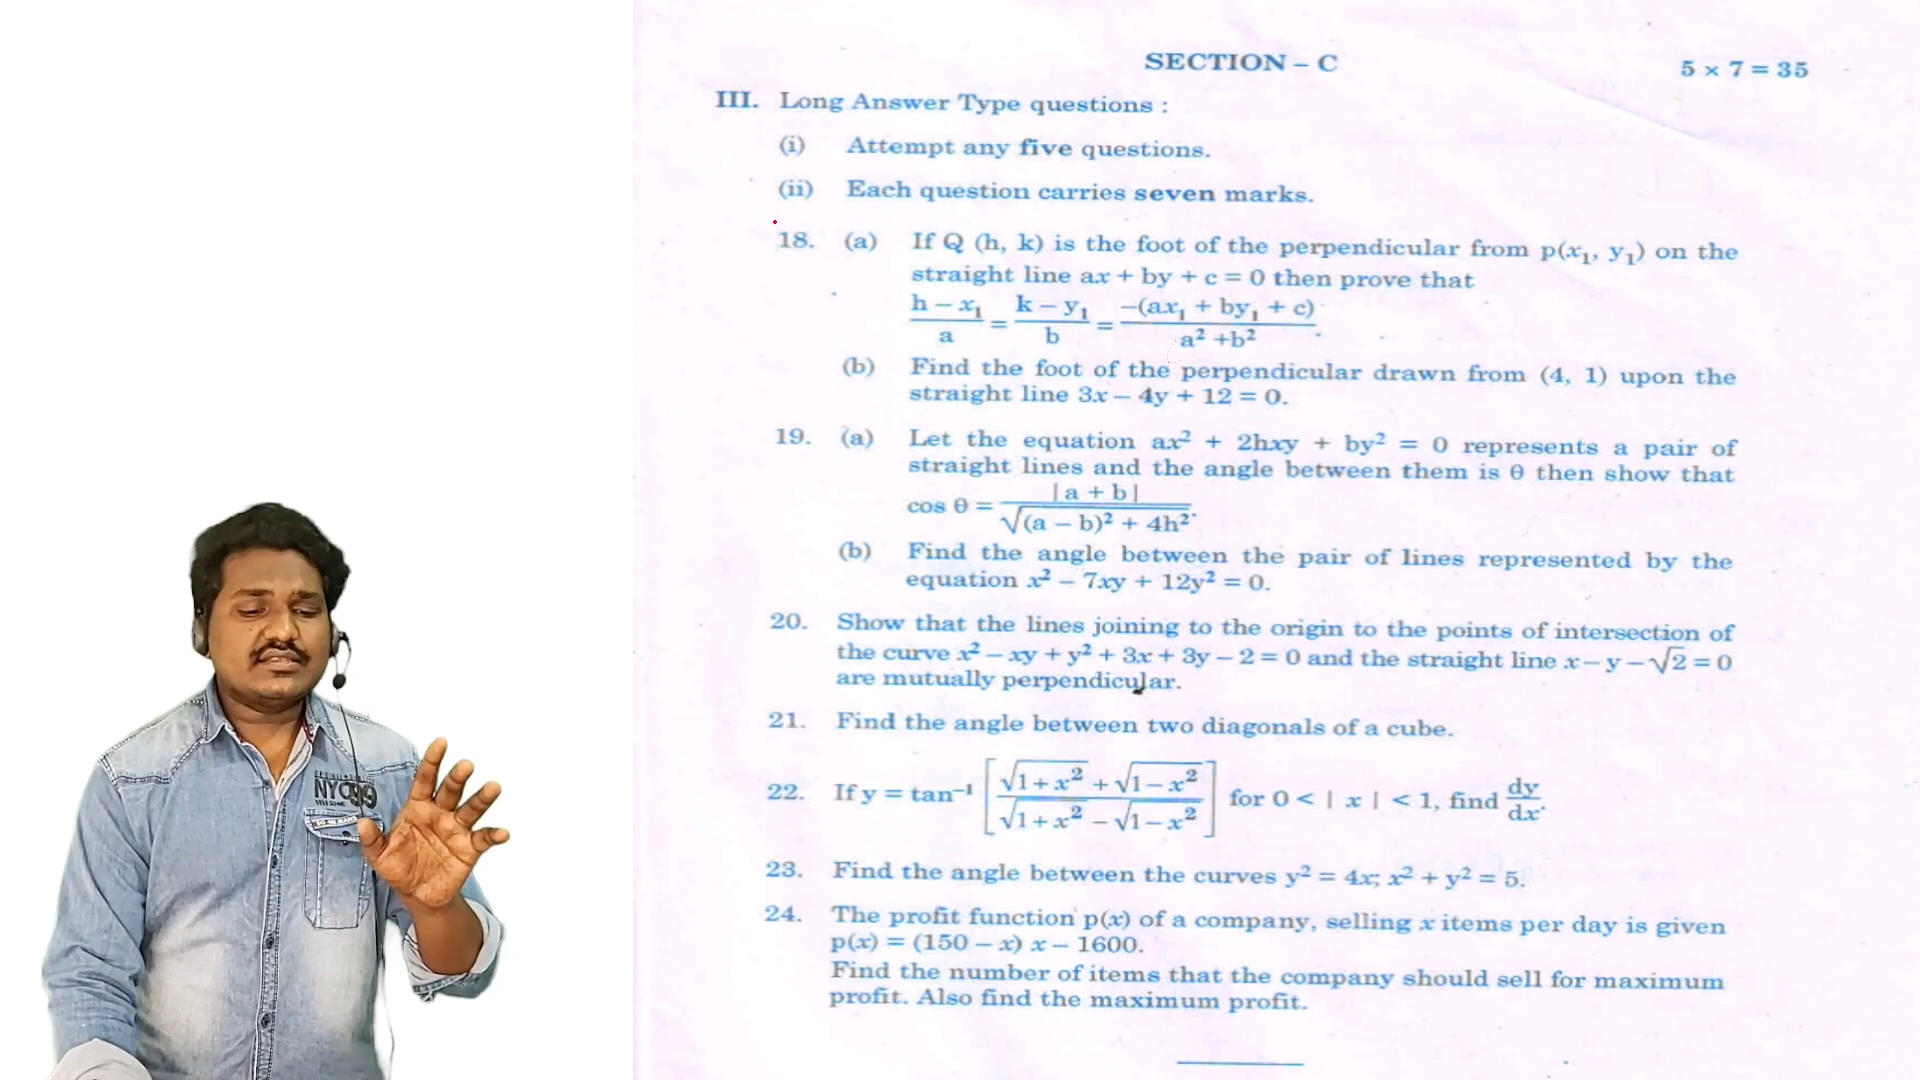 SECTION – C
5 × 7 = 35
III. Long Answer Type questions :
(i) Attempt any five questions.
(ii) Each question carries seven marks.
18. (a) If Q (h, k) is the foot of the perpendicular from p(x₁, y₁) on the
straight line ax + by + c = 0 then prove that
h – x₁ k – y₁ –(ax₁ + by₁ + c)
= =
a b a² +b² .
(b) Find the foot of the perpendicular drawn from (4, 1) upon the
straight line 3x – 4y + 12 = 0.
19. (a) Let the equation ax² + 2hxy + by² = 0 represents a pair of
straight lines and the angle between them is θ then show that
cos θ = |a + b| / √(a – b)² + 4h² .
(b) Find the angle between the pair of lines represented by the
equation x² – 7xy + 12y² = 0.
20. Show that the lines joining to the origin to the points of intersection of
the curve x² – xy + y² + 3x + 3y – 2 = 0 and the straight line x – y – √2 = 0
are mutually perpendicular.
21. Find the angle between two diagonals of a cube.
22. If y = tan⁻¹ [ √1+x² + √1–x² / √1+x² – √1–x² ] for 0 < | x | < 1, find dy/dx.
23. Find the angle between the curves y² = 4x; x² + y² = 5.
24. The profit function p(x) of a company, selling x items per day is given
p(x) = (150 – x) x – 1600.
Find the number of items that the company should sell for maximum
profit. Also find the maximum profit.
NYC99